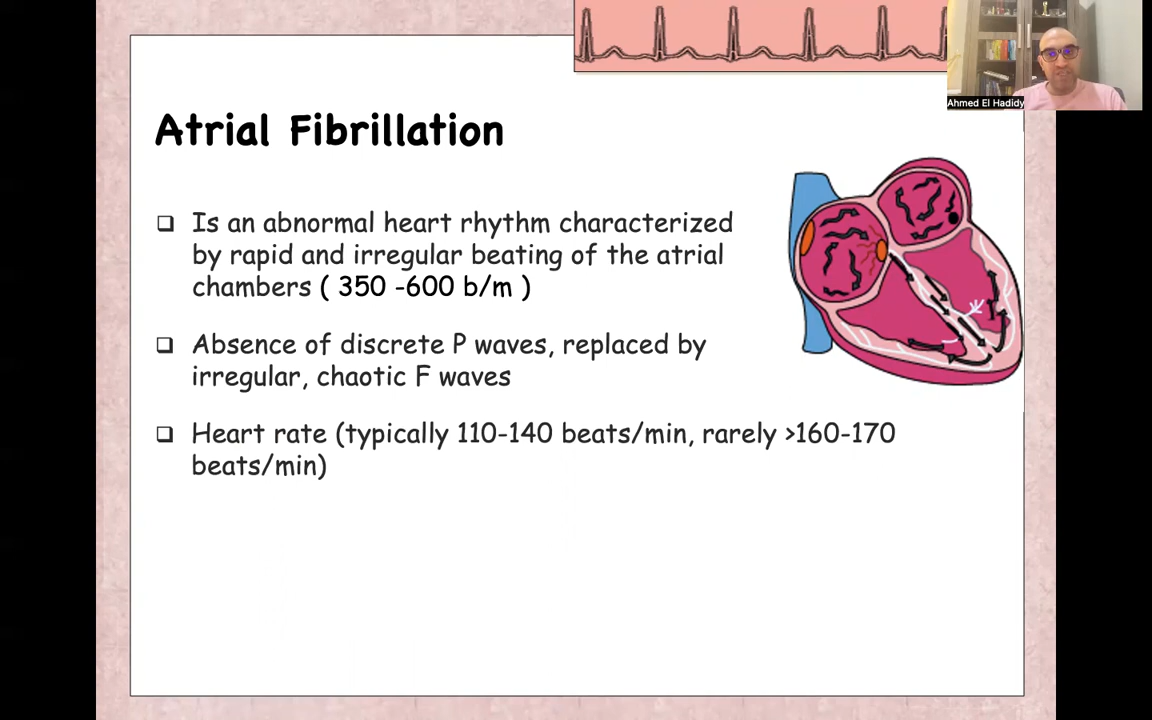 Ahmed El Hadidy
Atrial Fibrillation
Is an abnormal heart rhythm characterized
by rapid and irregular beating of the atrial
chambers ( 350 -600 b/m )
Absence of discrete P waves, replaced by
irregular, chaotic F waves
Heart rate (typically 110-140 beats/min, rarely >160-170
beats/min)